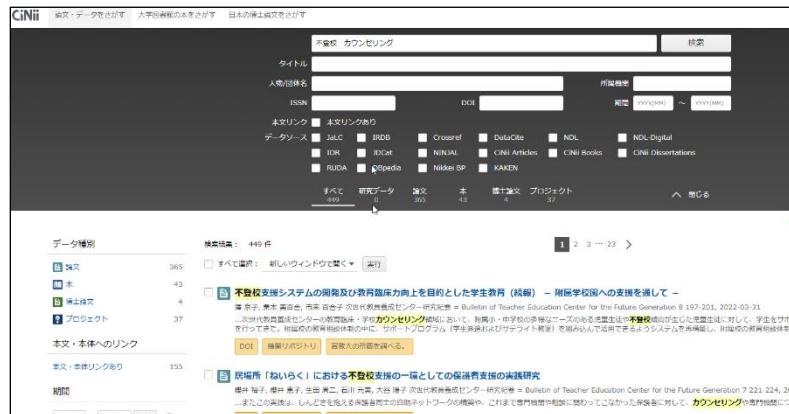 CiNii 論文・データをさがす 大学図書館の本をさがす 日本の博士論文をさがす
不登校 カウンセリング 検索
タイトル
人物/団体名 所属機関
ISSN DOI 期間 YYYY(MM) ～ YYYY(MM)
本文リンク 本文リンクあり
データソース JaLC IRDB Crossref DataCite NDL NDL-Digital
IDR JDCat NINJAL CiNii Articles CiNii Books CiNii Dissertations
RUDA DBpedia Nikkei BP KAKEN
すべて 研究データ 論文 本 博士論文 プロジェクト
449 0 365 43 4 37 閉じる
データ種別 検索結果： 449 件 1 2 3 … 23
論文 365 すべて選択： 新しいウィンドウで開く 実行
本 43
博士論文 4
プロジェクト 37
不登校支援システムの開発及び教育臨床力向上を目的とした学生教育（続報） － 附属学校園への支援を通して －
次世代教員養成センター研究紀要 = Bulletin of Teacher Education Center for the Future Generation 8 197-201, 2022-03-31
DOI 機関リポジトリ
本文・本体へのリンク
本文・本体リンクあり 155
居場所「ねいらく」における不登校支援の一環としての保護者支援の実践研究
次世代教員養成センター研究紀要 = Bulletin of Teacher Education Center for the Future Generation 7 221-224,
期間